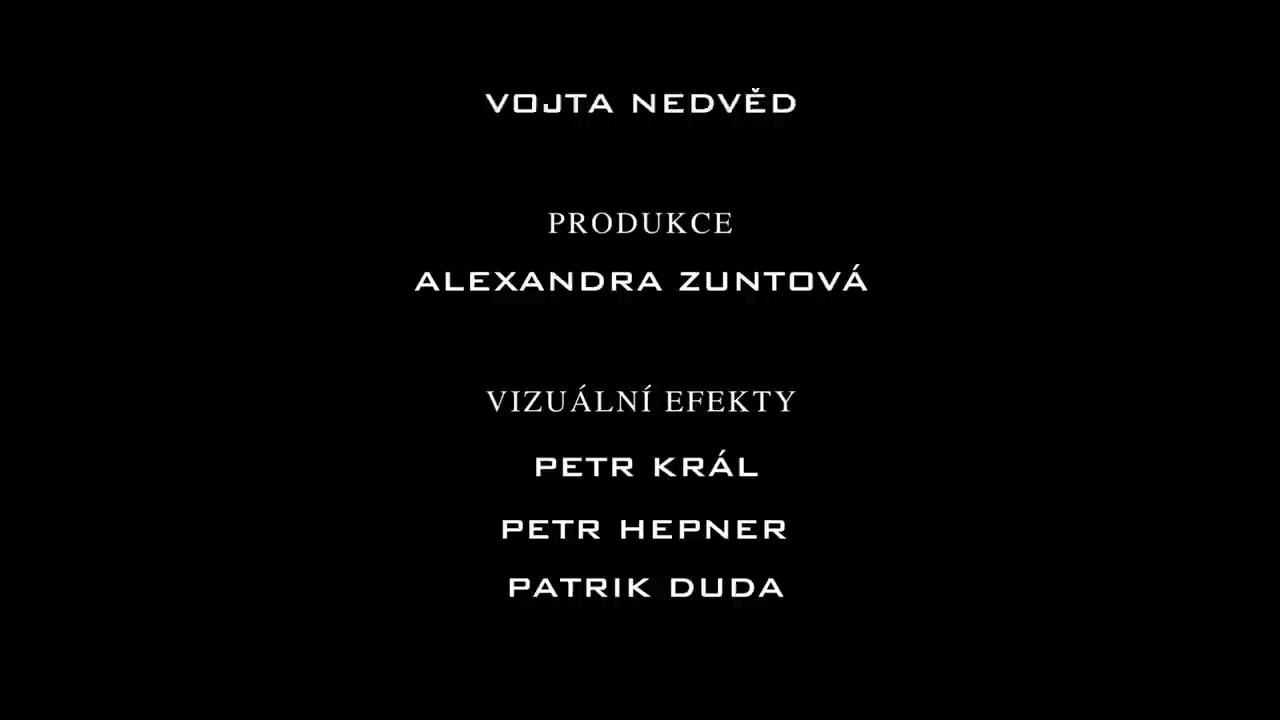 VOJTA NEDVĚD
PRODUKCE
ALEXANDRA ZUNTOVÁ
VIZUÁLNÍ EFEKTY
PETR KRÁL
PETR HEPNER
PATRIK DUDA